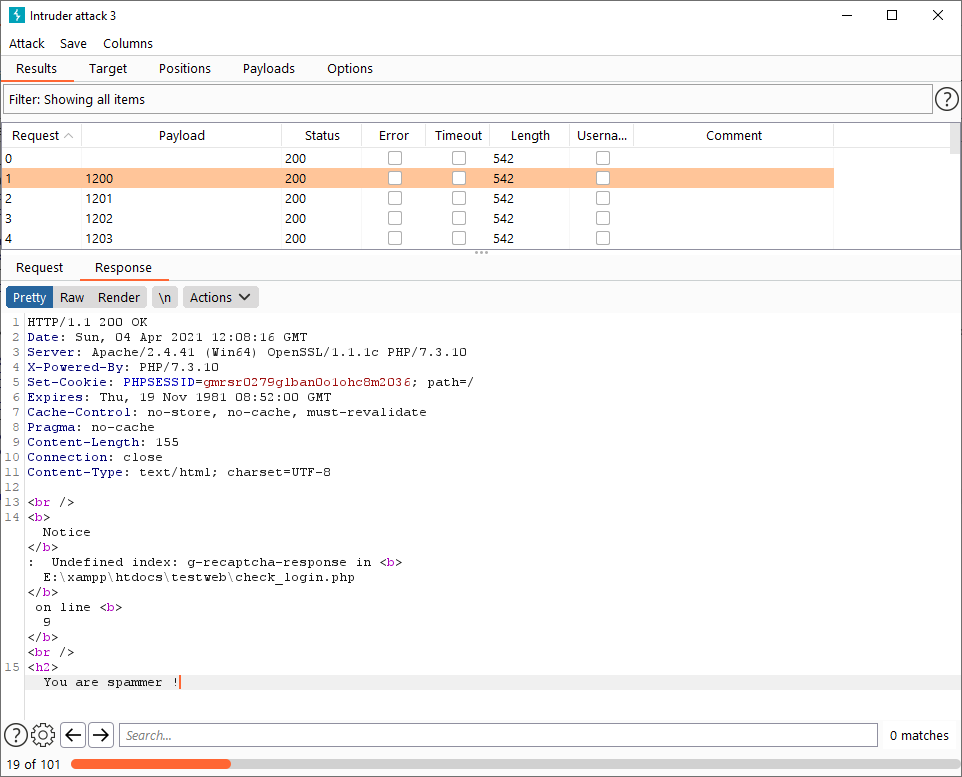 Intruder attack 3
Attack Save Columns
Results Target Positions Payloads Options
Filter: Showing all items
?
Request Payload Status Error Timeout Length Userna... Comment
0 200 542
1 1200 200 542
2 1201 200 542
3 1202 200 542
4 1203 200 542
Request Response
Pretty Raw Render \n Actions
1 HTTP/1.1 200 OK
2 Date: Sun, 04 Apr 2021 12:08:16 GMT
3 Server: Apache/2.4.41 (Win64) OpenSSL/1.1.1c PHP/7.3.10
4 X-Powered-By: PHP/7.3.10
5 Set-Cookie: PHPSESSID=gmrsr0279g1ban0o1ohc8m2036; path=/
6 Expires: Thu, 19 Nov 1981 08:52:00 GMT
7 Cache-Control: no-store, no-cache, must-revalidate
8 Pragma: no-cache
9 Content-Length: 155
10 Connection: close
11 Content-Type: text/html; charset=UTF-8
12
13 <br />
14 <b>
Notice
</b>
: Undefined index: g-recaptcha-response in <b>
E:\xampp\htdocs\testweb\check_login.php
</b>
on line <b>
9
</b>
<br />
15 <h2>
You are spammer !
? Search... 0 matches
19 of 101